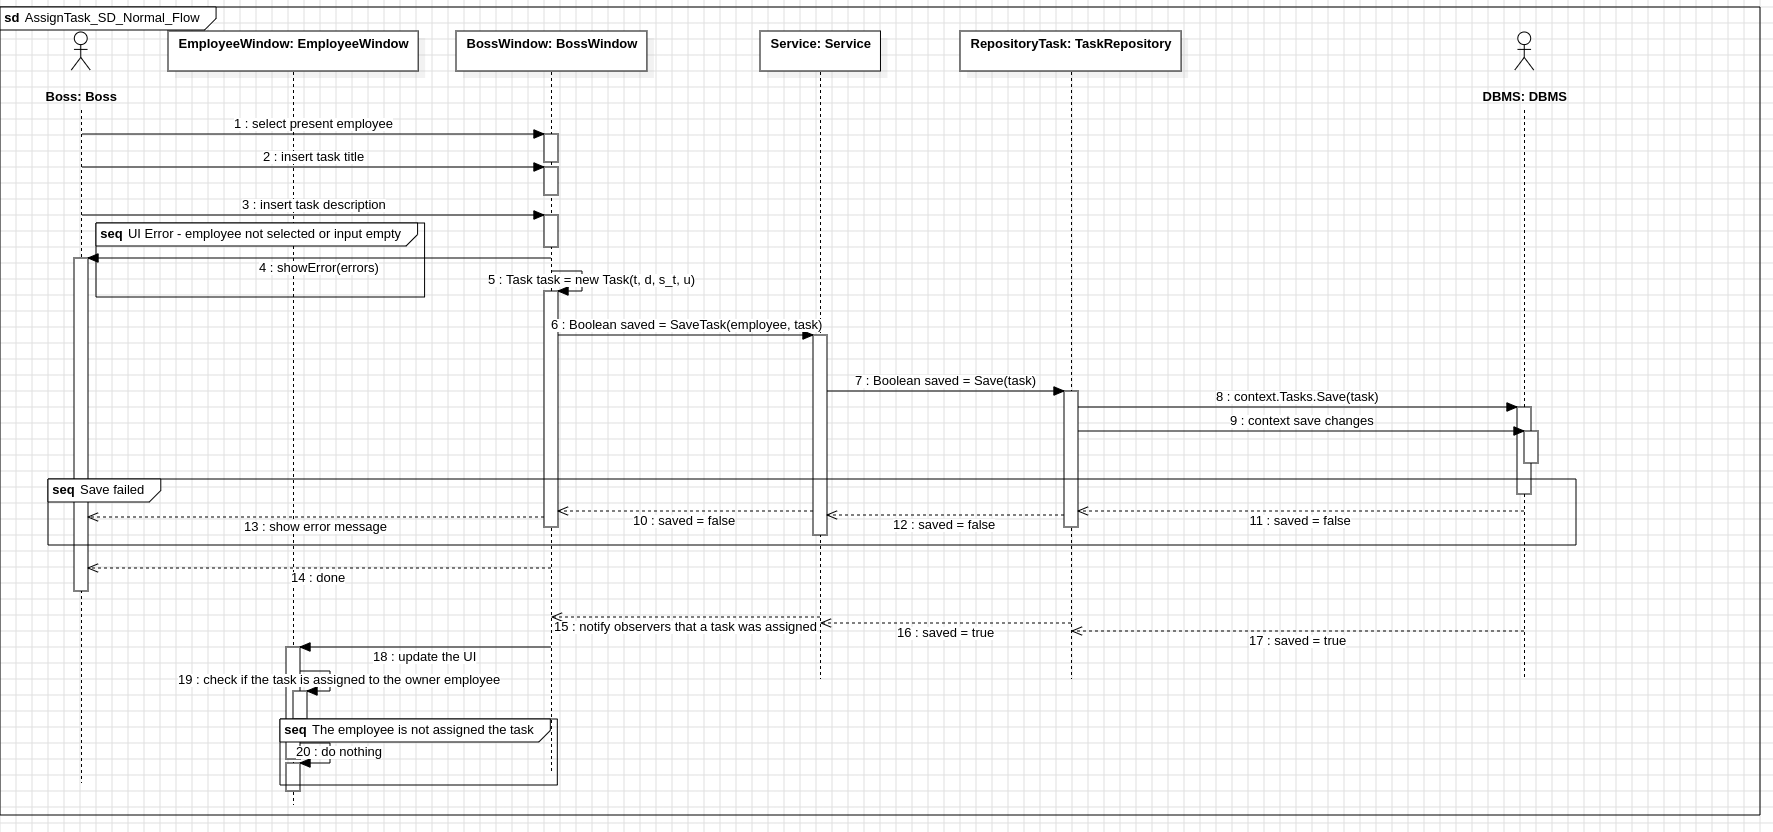 sd AssignTask_SD_Normal_Flow
EmployeeWindow: EmployeeWindow
BossWindow: BossWindow
Service: Service
RepositoryTask: TaskRepository
Boss: Boss
DBMS: DBMS
1 : select present employee
2 : insert task title
3 : insert task description
seq UI Error - employee not selected or input empty
4 : showError(errors)
5 : Task task = new Task(t, d, s_t, u)
6 : Boolean saved = SaveTask(employee, task)
7 : Boolean saved = Save(task)
8 : context.Tasks.Save(task)
9 : context save changes
seq Save failed
13 : show error message
10 : saved = false
12 : saved = false
11 : saved = false
14 : done
15 : notify observers that a task was assigned
16 : saved = true
17 : saved = true
18 : update the UI
19 : check if the task is assigned to the owner employee
seq The employee is not assigned the task
20 : do nothing